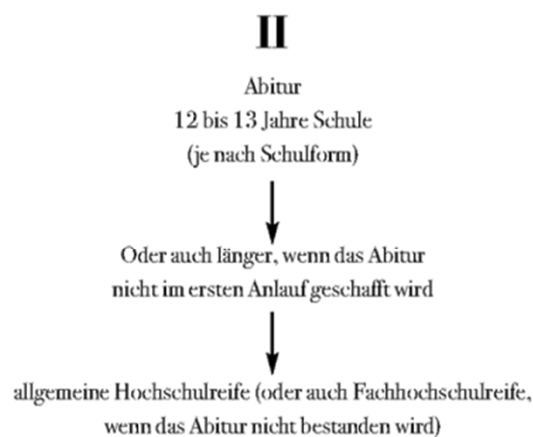 II
Abitur
12 bis 13 Jahre Schule
(je nach Schulform)
Oder auch länger, wenn das Abitur
nicht im ersten Anlauf geschafft wird
allgemeine Hochschulreife (oder auch Fachhochschulreife,
wenn das Abitur nicht bestanden wird)